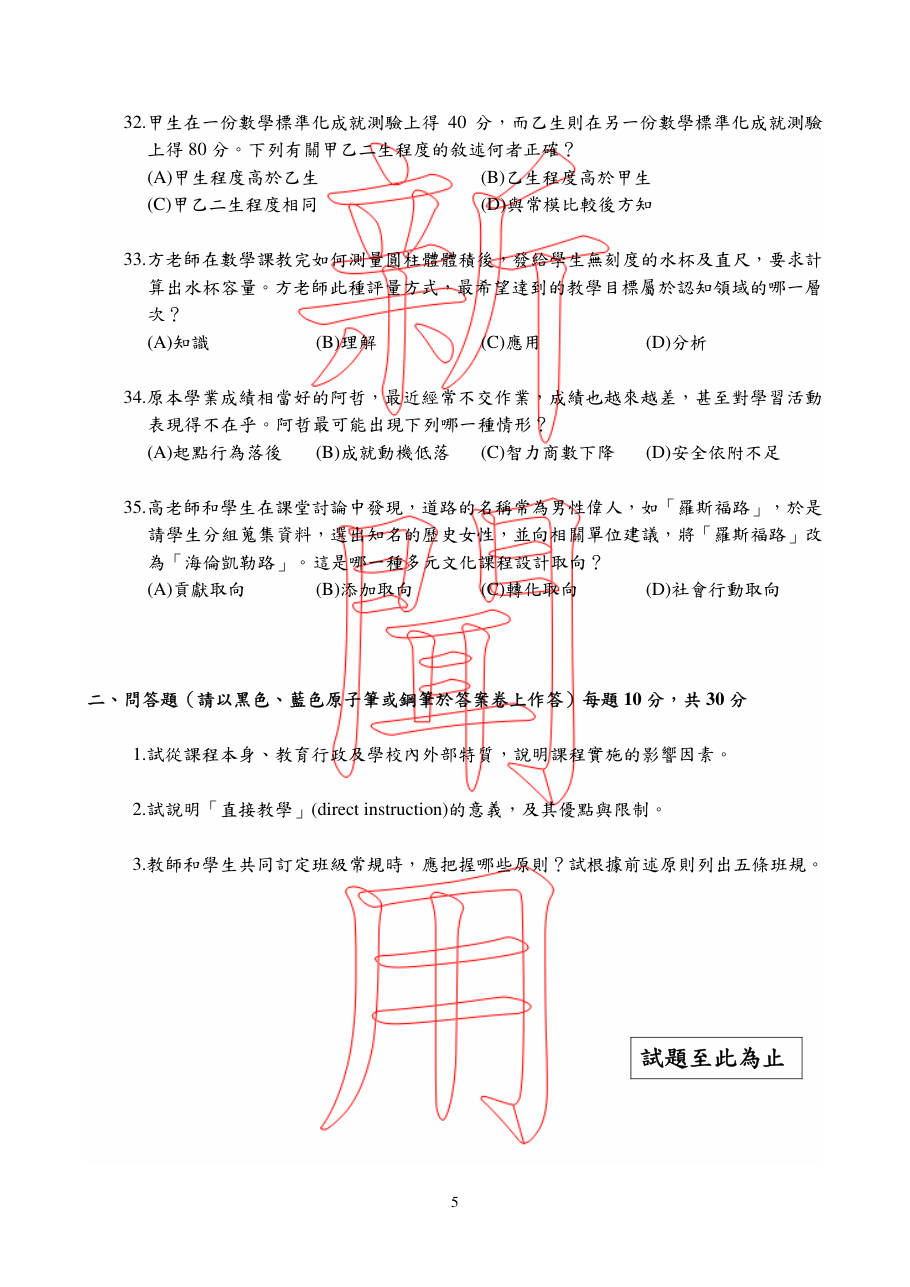 32.甲生在一份數學標準化成就測驗上得 40 分，而乙生則在另一份數學標準化成就測驗
上得 80 分。下列有關甲乙二生程度的敘述何者正確？
(A)甲生程度高於乙生 (B)乙生程度高於甲生
(C)甲乙二生程度相同 (D)與常模比較後方知
33.方老師在數學課教完如何測量圓柱體體積後，發給學生無刻度的水杯及直尺，要求計
算出水杯容量。方老師此種評量方式，最希望達到的教學目標屬於認知領域的哪一層
次？
(A)知識 (B)理解 (C)應用 (D)分析
34.原本學業成績相當好的阿哲，最近經常不交作業，成績也越來越差，甚至對學習活動
表現得不在乎。阿哲最可能出現下列哪一種情形？
(A)起點行為落後 (B)成就動機低落 (C)智力商數下降 (D)安全依附不足
35.高老師和學生在課堂討論中發現，道路的名稱常為男性偉人，如「羅斯福路」，於是
請學生分組蒐集資料，選出知名的歷史女性，並向相關單位建議，將「羅斯福路」改
為「海倫凱勒路」。這是哪一種多元文化課程設計取向？
(A)貢獻取向 (B)添加取向 (C)轉化取向 (D)社會行動取向
二、問答題（請以黑色、藍色原子筆或鋼筆於答案卷上作答）每題 10 分，共 30 分
1.試從課程本身、教育行政及學校內外部特質，說明課程實施的影響因素。
2.試說明「直接教學」(direct instruction)的意義，及其優點與限制。
3.教師和學生共同訂定班級常規時，應把握哪些原則？試根據前述原則列出五條班規。
新聞用
試題至此為止
5